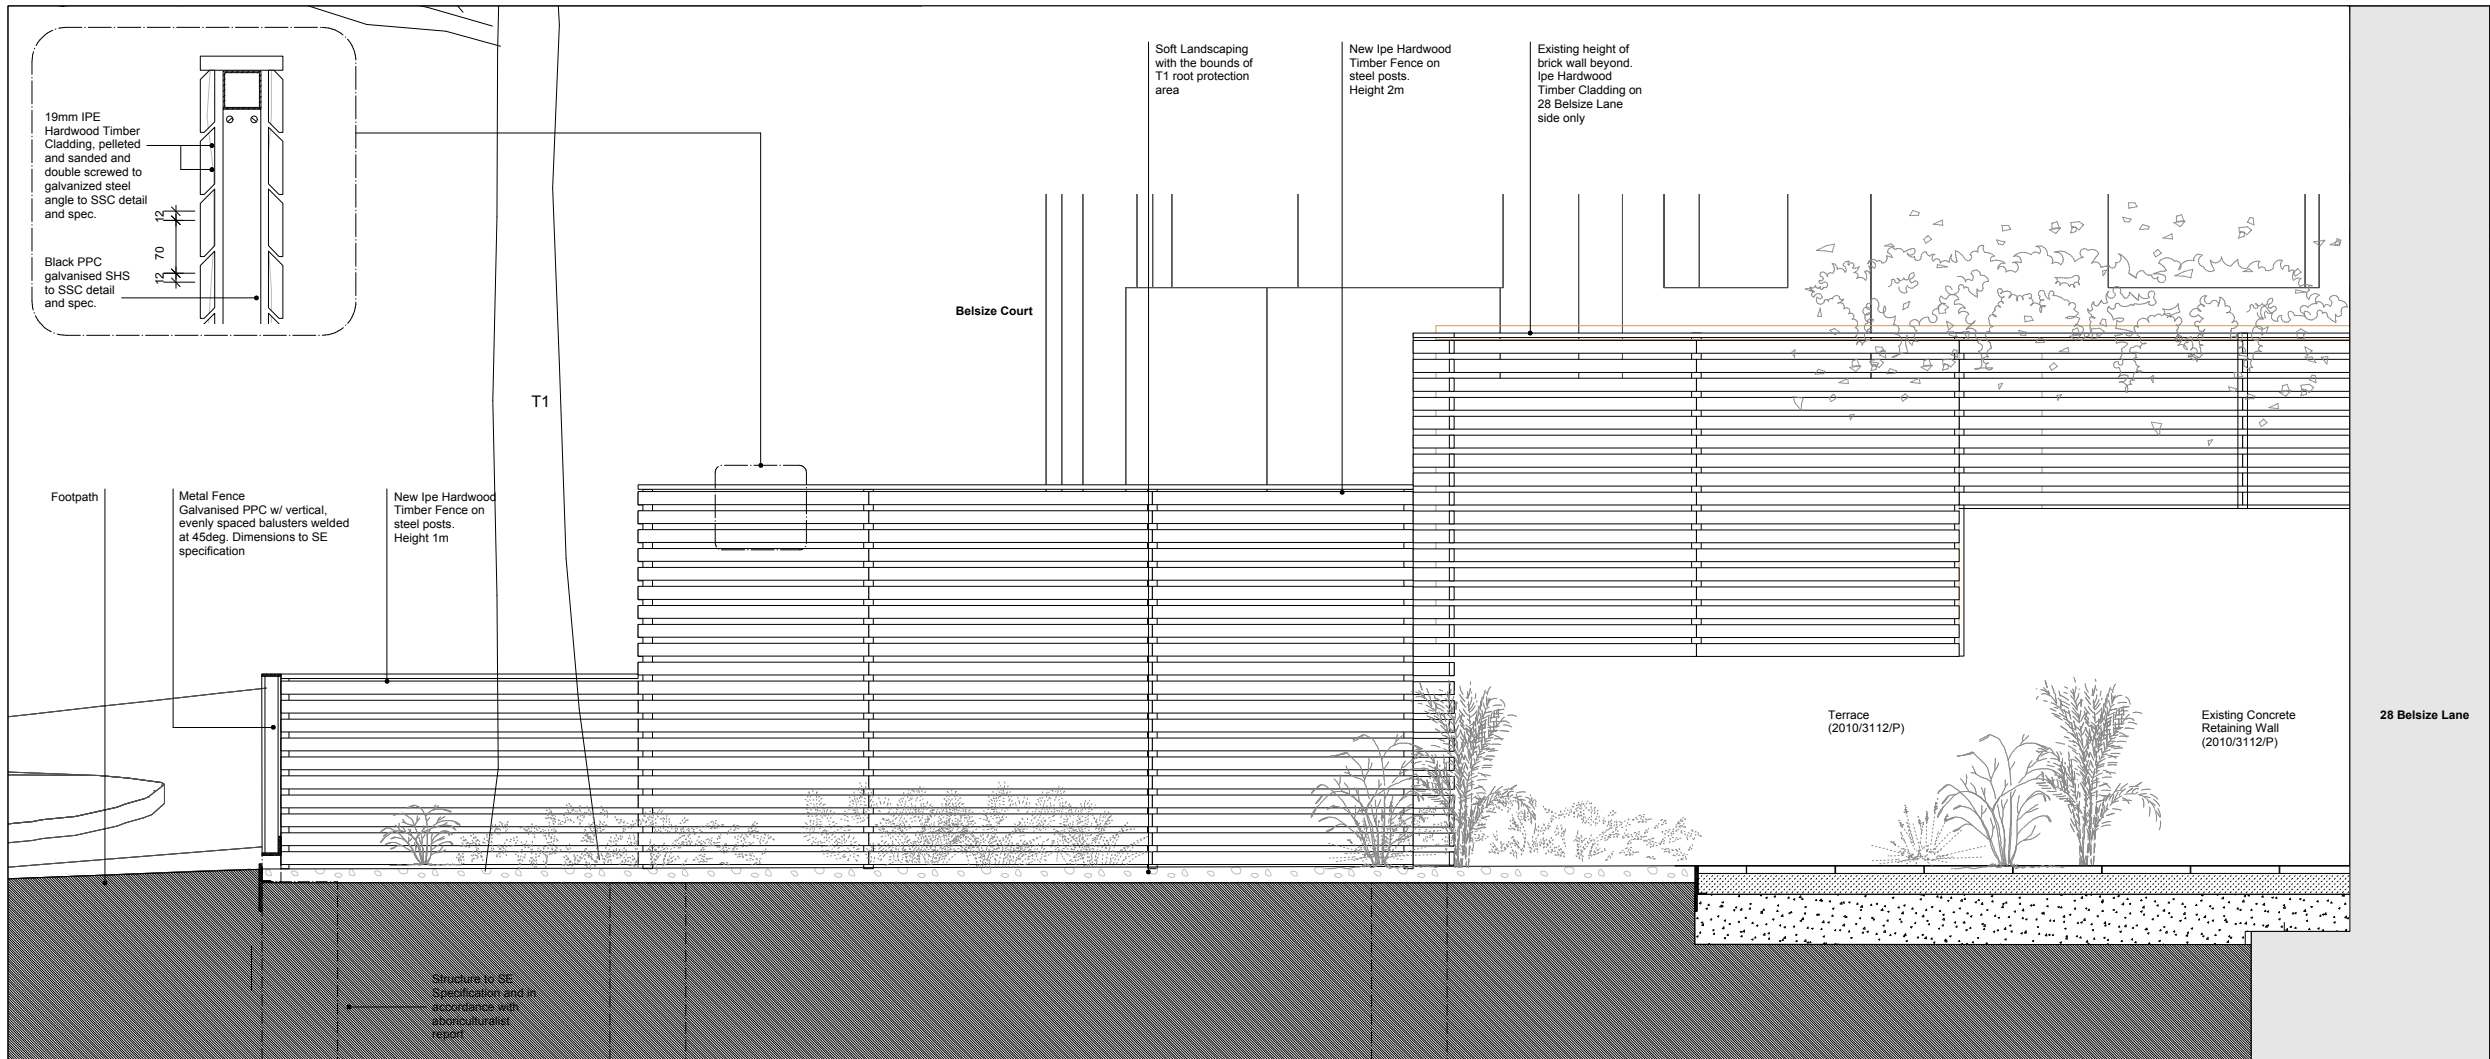 19mm IPE
Hardwood Timber
Cladding, pelleted
and sanded and
double screwed to
galvanized steel
angle to SSC detail
and spec.
12
70
12
Black PPC
galvanised SHS
to SSC detail
and spec.
Soft Landscaping
with the bounds of
T1 root protection
area
New Ipe Hardwood
Timber Fence on
steel posts.
Height 2m
Existing height of
brick wall beyond.
Ipe Hardwood
Timber Cladding on
28 Belsize Lane
side only
Belsize Court
T1
Footpath
Metal Fence
Galvanised PPC w/ vertical,
evenly spaced balusters welded
at 45deg. Dimensions to SE
specification
New Ipe Hardwood
Timber Fence on
steel posts.
Height 1m
Terrace
(2010/3112/P)
Existing Concrete
Retaining Wall
(2010/3112/P)
28 Belsize Lane
Structure to SE
Specification and in
accordance with
aboriculturalist
report